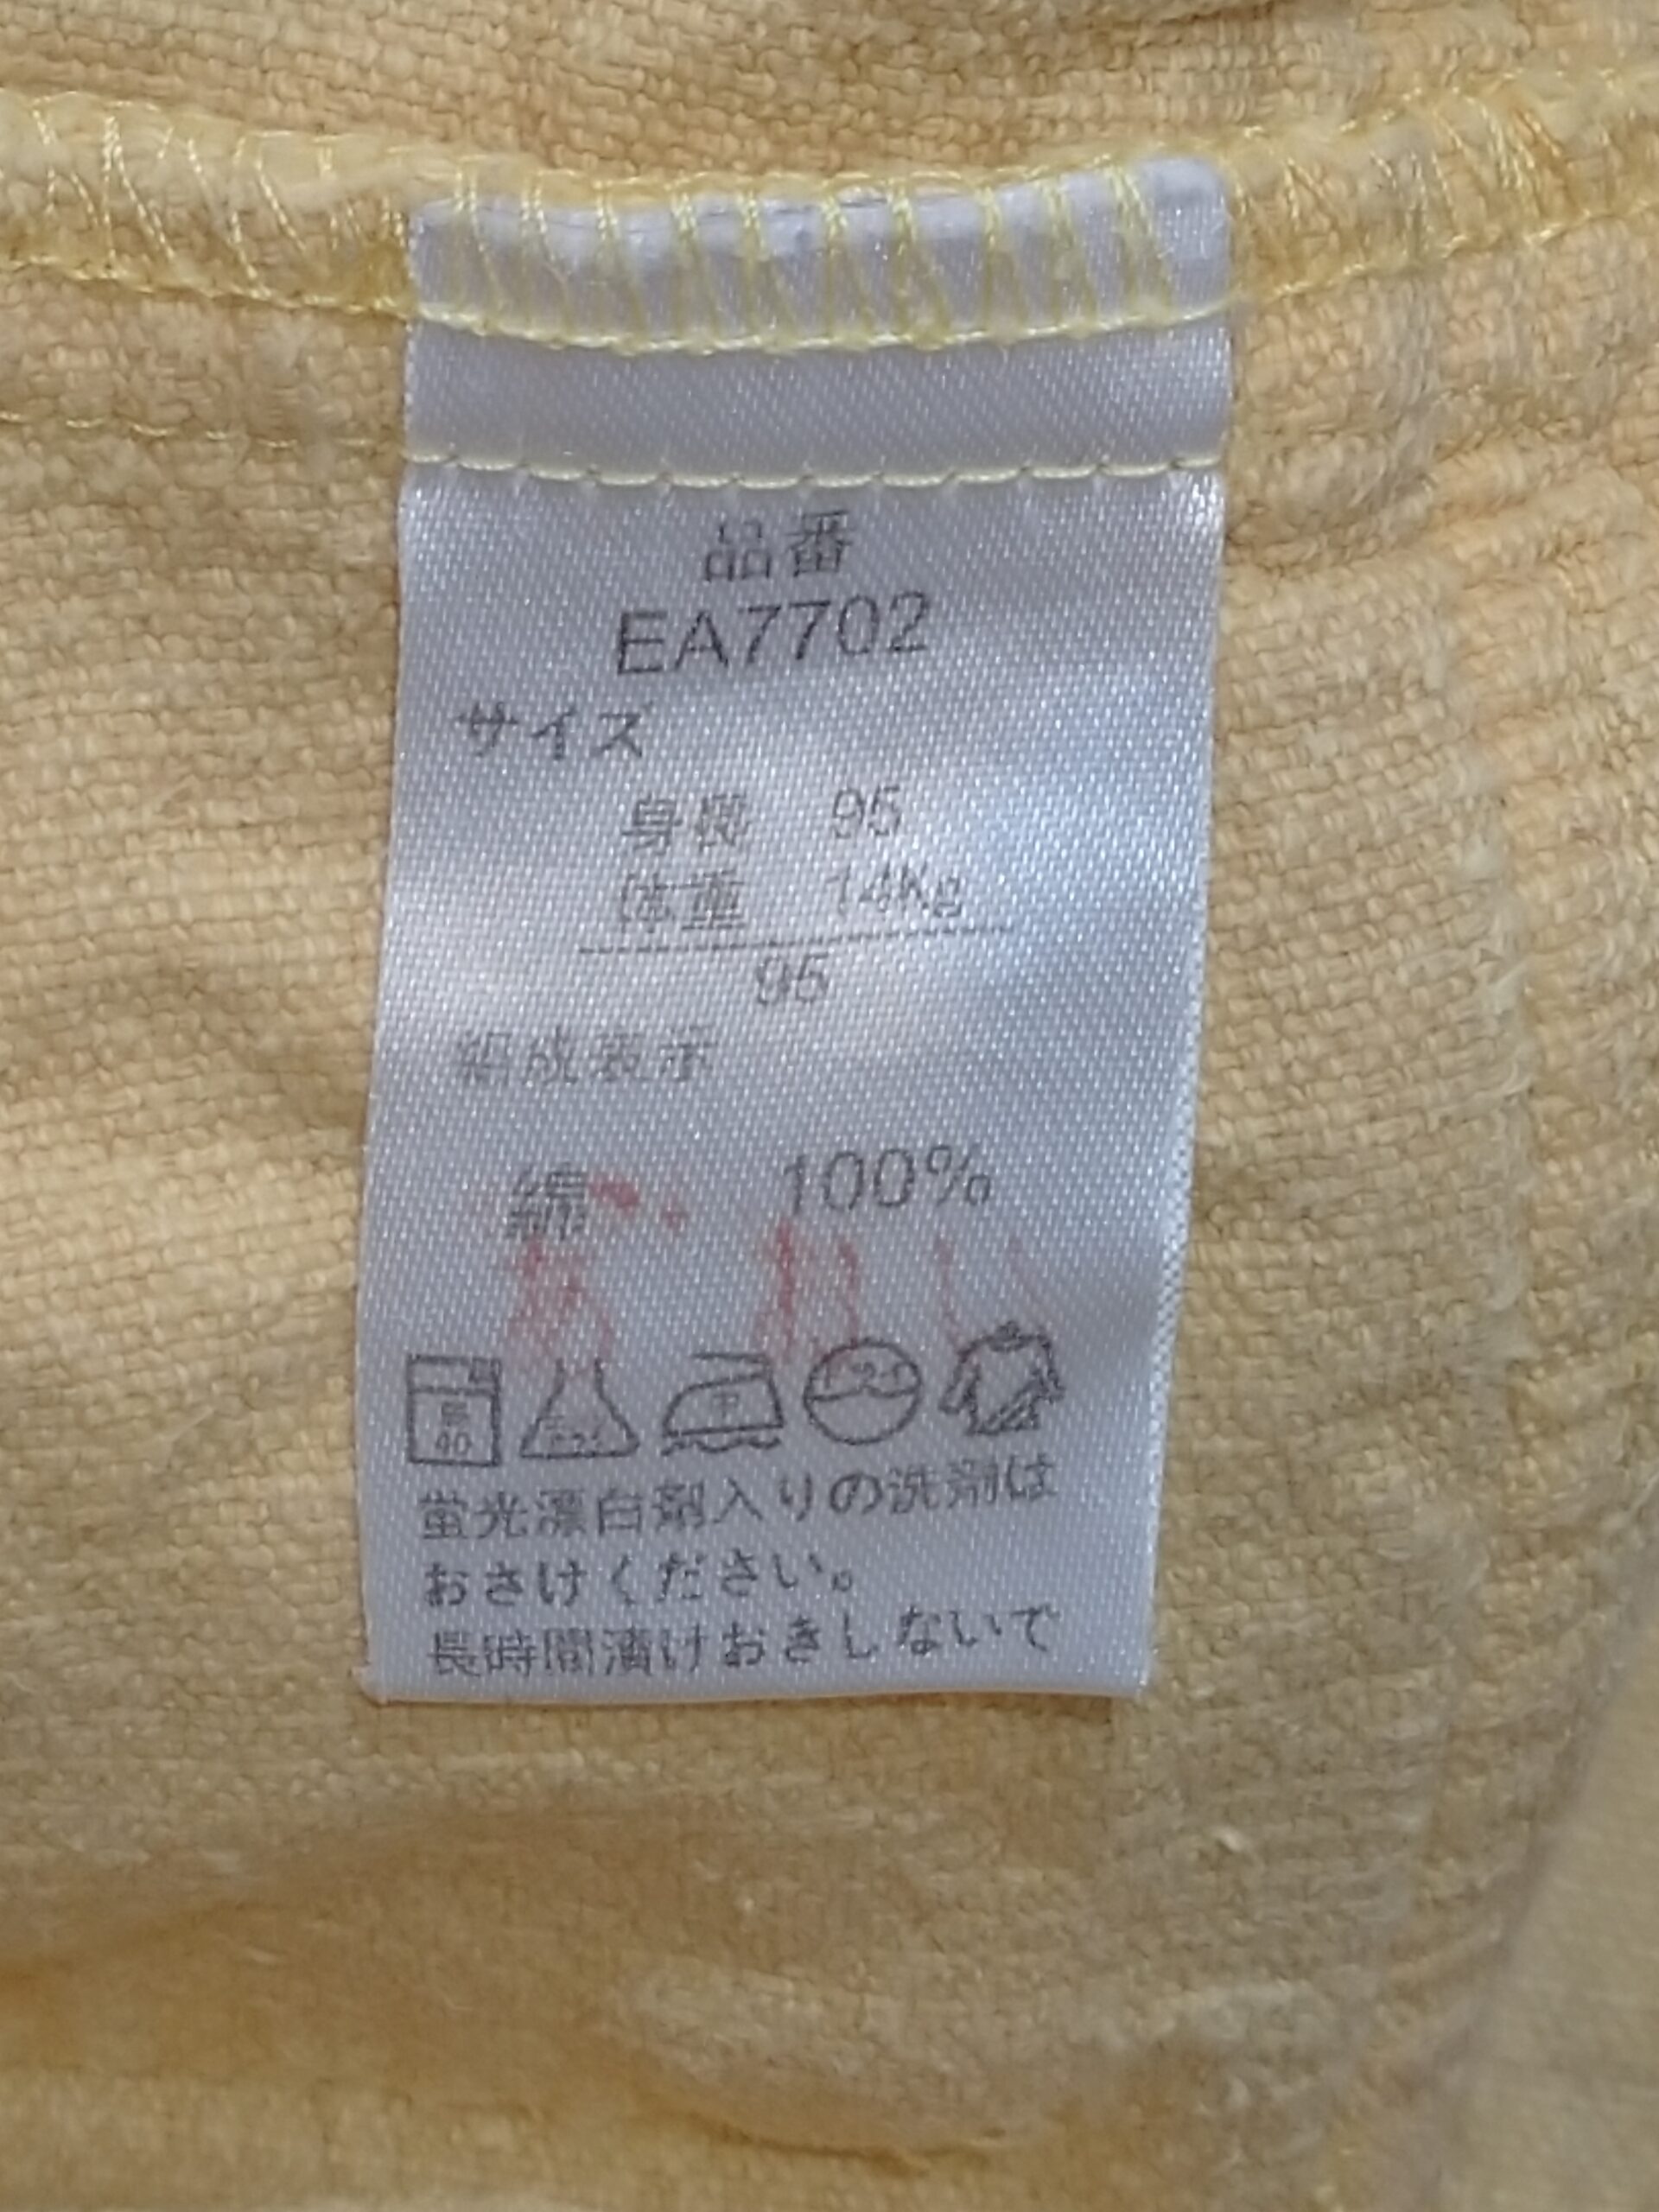 品番
EA7702
サイズ
身長 95
体重 14Kg
95
組成表示
綿 100%
40
蛍光漂白剤入りの洗剤は
おさけください。
長時間漬けおきしないで